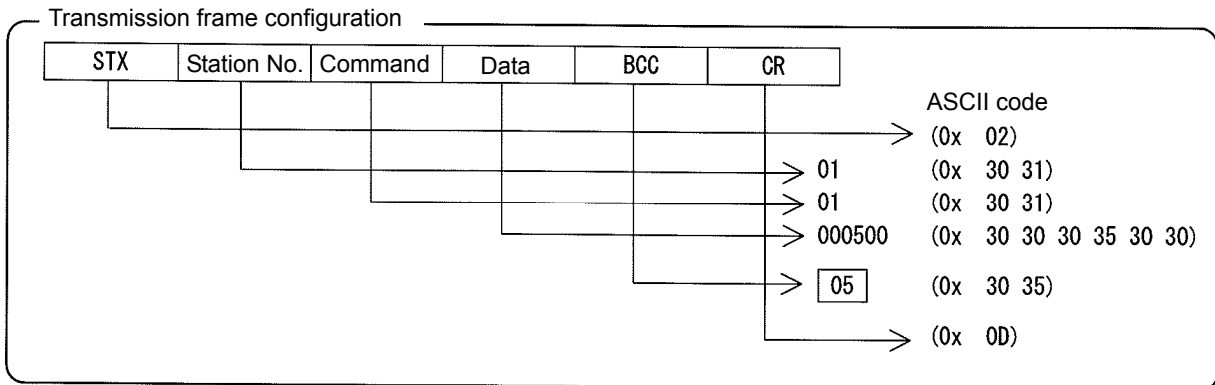 Transmission frame configuration
STX Station No. Command Data BCC CR
ASCII code
(0x 02)
01 (0x 30 31)
01 (0x 30 31)
000500 (0x 30 30 30 35 30 30)
05 (0x 30 35)
(0x 0D)